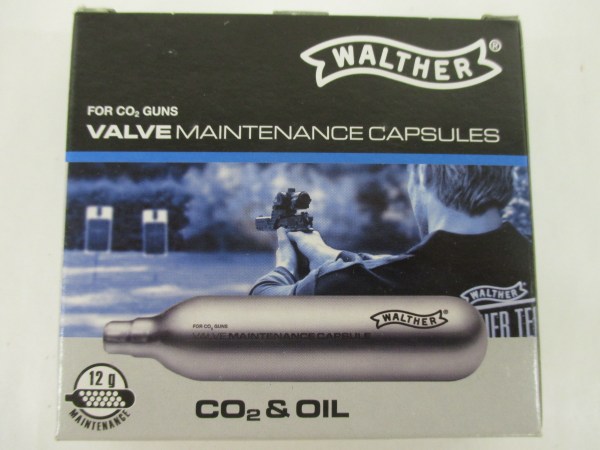 WALTHER®
FOR CO₂ GUNS
VALVE MAINTENANCE CAPSULES
WALTHER
FOR CO₂ GUNS
VALVE MAINTENANCE CAPSULE
WALTHER
12 g
MAINTENANCE
CO₂ & OIL